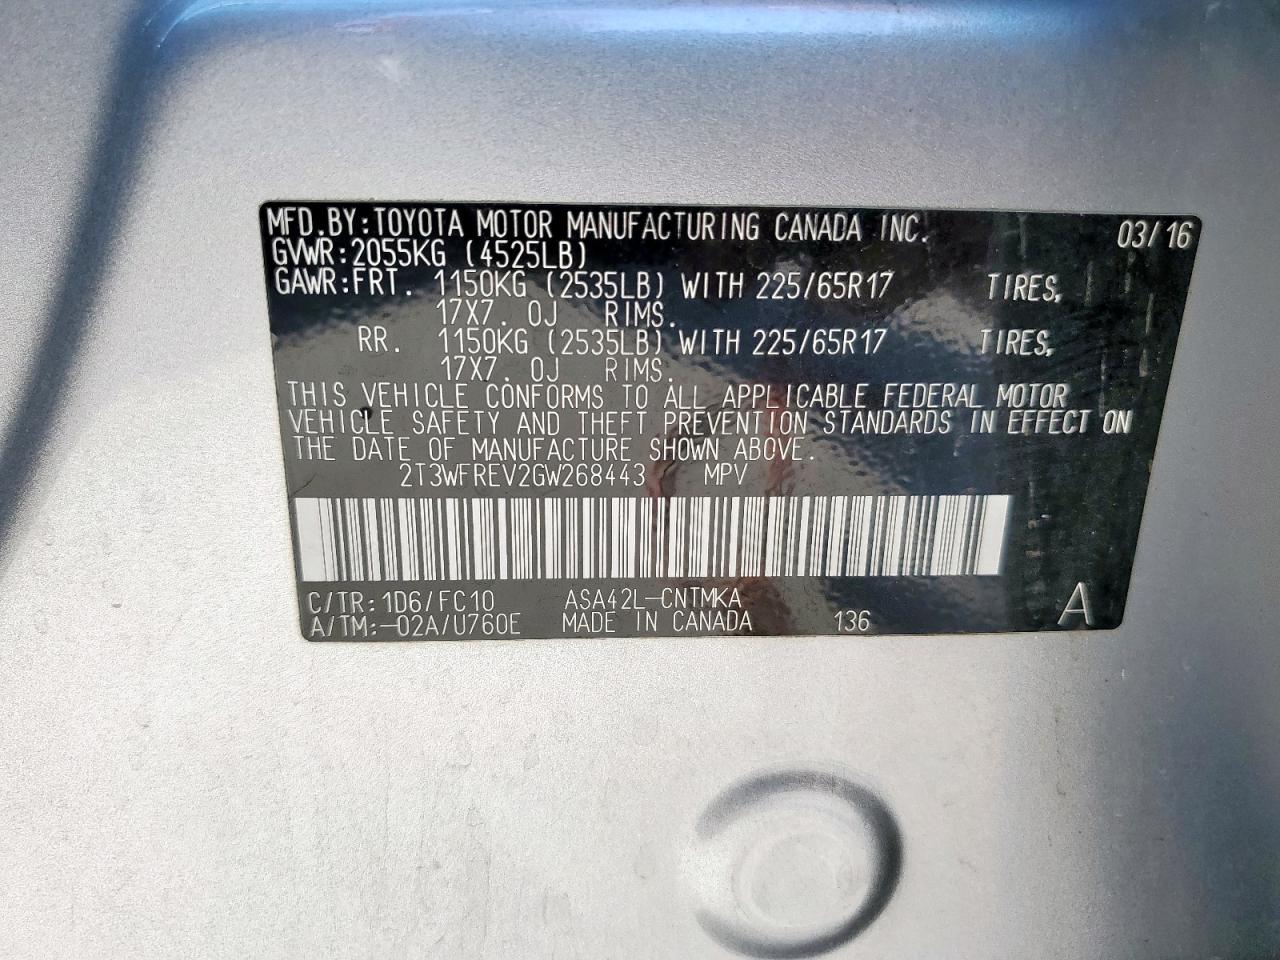 MFD.BY:TOYOTA MOTOR MANUFACTURING CANADA INC. 03/16
GVWR:2055KG (4525LB)
GAWR:FRT. 1150KG (2535LB) WITH 225/65R17 TIRES,
17X7.0J RIMS.
RR. 1150KG (2535LB) WITH 225/65R17 TIRES,
17X7.0J RIMS.
THIS VEHICLE CONFORMS TO ALL APPLICABLE FEDERAL MOTOR
VEHICLE SAFETY AND THEFT PREVENTION STANDARDS IN EFFECT ON
THE DATE OF MANUFACTURE SHOWN ABOVE.
2T3WFREV2GW268443 MPV
C/TR:1D6/FC10 ASA42L-CNTMKA
A/TM:-02A/U760E MADE IN CANADA 136 A